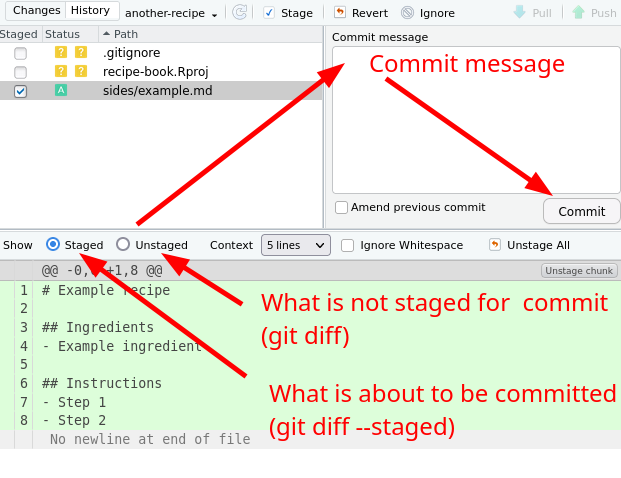 Changes History another-recipe Stage Revert Ignore Pull Push
Staged Status Path
? ? .gitignore
? ? recipe-book.Rproj
A sides/example.md
Commit message
Commit message
Amend previous commit
Commit
Show Staged Unstaged Context 5 lines Ignore Whitespace Unstage All
@@ -0,0 +1,8 @@ Unstage chunk
1 # Example recipe
2
3 ## Ingredients
4 - Example ingredient
5
6 ## Instructions
7 - Step 1
8 - Step 2
No newline at end of file
What is not staged for commit
(git diff)
What is about to be committed
(git diff --staged)